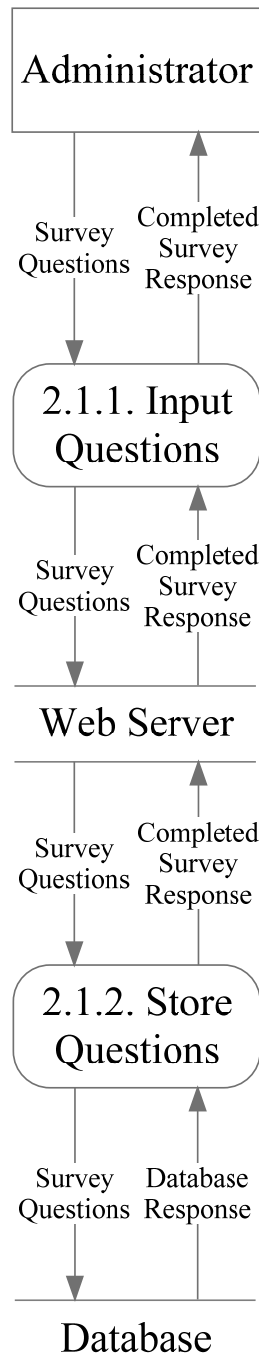 Administrator
Survey
Questions
Completed
Survey
Response
2.1.1. Input
Questions
Survey
Questions
Completed
Survey
Response
Web Server
Survey
Questions
Completed
Survey
Response
2.1.2. Store
Questions
Survey
Questions
Database
Response
Database